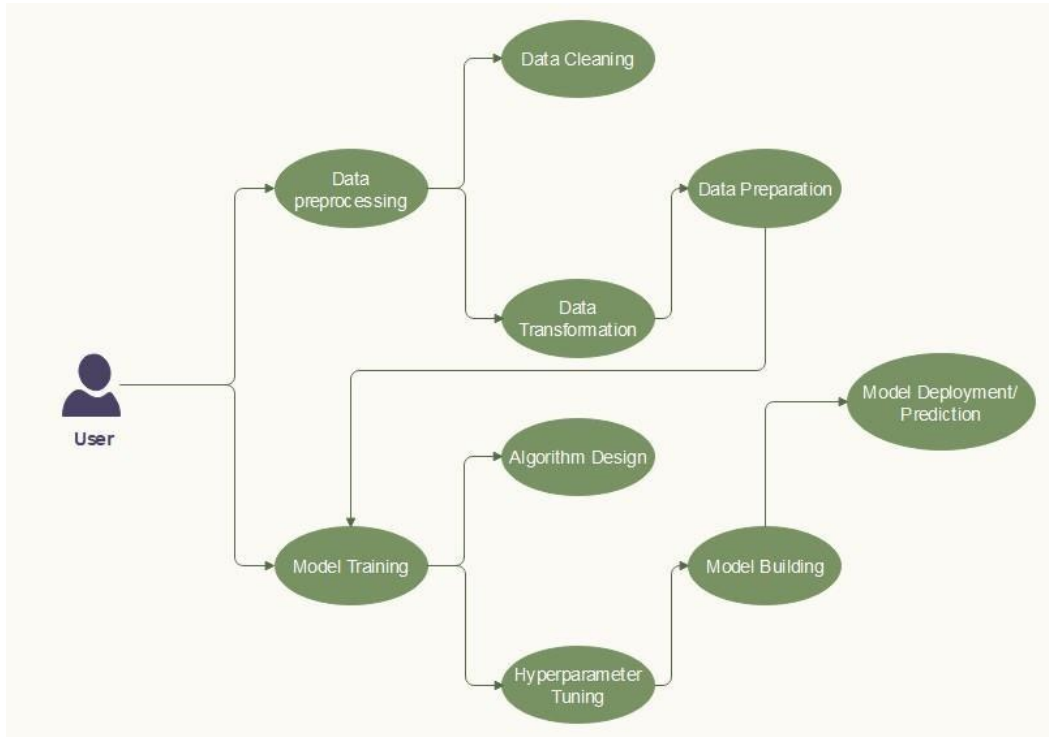 Data Cleaning
Data
preprocessing
Data Preparation
Data
Transformation
User
Model Deployment/
Prediction
Algorithm Design
Model Training
Model Building
Hyperparameter
Tuning